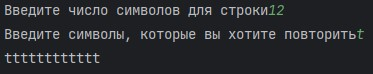 Введите число символов для строки12
Введите символы, которые вы хотите повторитьt
tttttttttttt